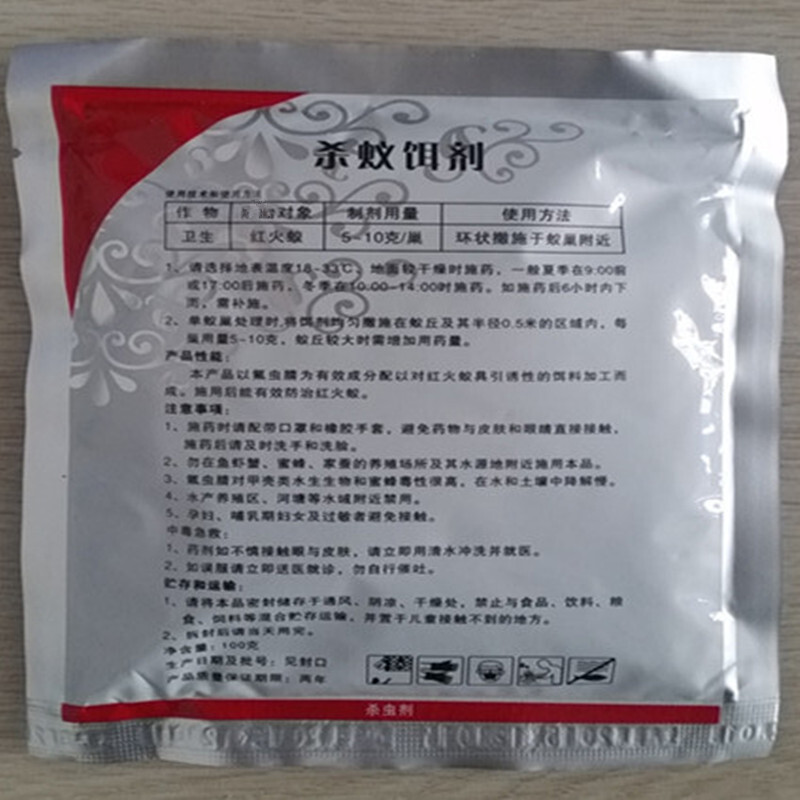 杀蚁饵剂
使用技术和使用方法
作 物 防治对象 制剂用量 使用方法
卫生 红火蚁 5-10克/巢 环状撒施于蚁巢附近
1、请选择地表温度18-33℃,地面较干燥时施药,一般夏季在9:00前
或17:00后施药,冬季在10:00-14:00时施药。如施药后6小时内下
雨,需补施。
2、单蚁巢处理时,将饵剂均匀撒施在蚁丘及其半径0.5米的区域内,每
巢用量5-10克,蚁丘较大时需增加用药量。
产品性能:
本产品以氟虫腈为有效成分配以对红火蚁具引诱性的饵料加工而
成。施用后能有效防治红火蚁。
注意事项:
1、施药时请配带口罩和橡胶手套,避免药物与皮肤和眼睛直接接触,
施药后请及时洗手和洗脸。
2、勿在鱼虾蟹、蜜蜂、家蚕的养殖场所及其水源地附近施用本品。
3、氟虫腈对甲壳类水生生物和蜜蜂毒性很高,在水和土壤中降解慢。
4、水产养殖区、河塘等水域附近禁用。
5、孕妇、哺乳期妇女及过敏者避免接触。
中毒急救:
1、药剂如不慎接触眼与皮肤,请立即用清水冲洗并就医。
2、如误服请立即送医就诊,勿自行催吐。
贮存和运输:
1、请将本品密封储存于通风、阴凉、干燥处,禁止与食品、饮料、粮
食、饲料等混合贮存运输,并置于儿童接触不到的地方。
2、拆封后请当天用完。
净含量:100克
生产日期及批号:见封口
产品质量保证期限:两年
杀虫剂